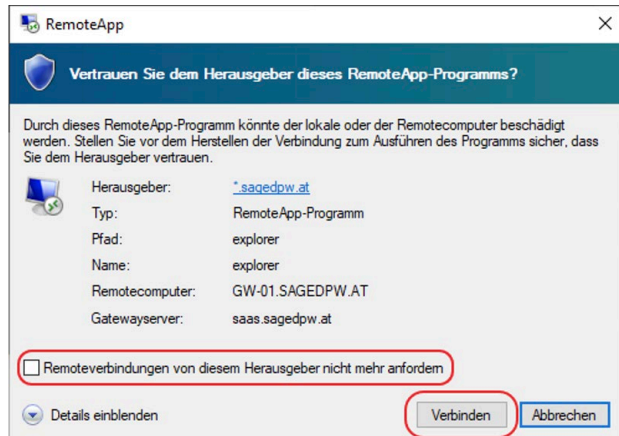 RemoteApp
Vertrauen Sie dem Herausgeber dieses RemoteApp-Programms?
Durch dieses RemoteApp-Programm könnte der lokale oder der Remotecomputer beschädigt
werden. Stellen Sie vor dem Herstellen der Verbindung zum Ausführen des Programms sicher, dass
Sie dem Herausgeber vertrauen.
Herausgeber: *.sagedpw.at
Typ: RemoteApp-Programm
Pfad: explorer
Name: explorer
Remotecomputer: GW-01.SAGEDPW.AT
Gatewayserver: saas.sagedpw.at
Remoteverbindungen von diesem Herausgeber nicht mehr anfordern
Details einblenden Verbinden Abbrechen